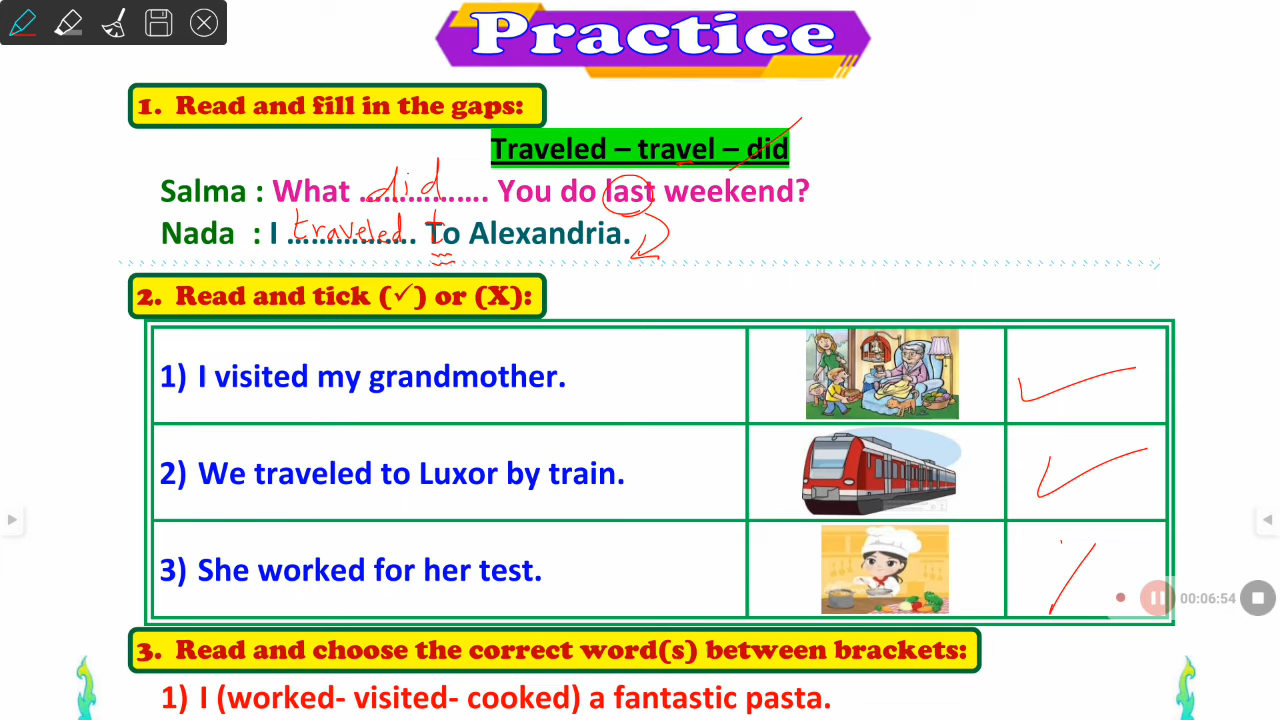 Practice
1. Read and fill in the gaps:
Traveled – travel – did
Salma : What ....did.... You do last weekend?
Nada : I ....traveled.... To Alexandria.
2. Read and tick (✓) or (X):
1) I visited my grandmother.
2) We traveled to Luxor by train.
3) She worked for her test.
00:06:54
3. Read and choose the correct word(s) between brackets:
1) I (worked- visited- cooked) a fantastic pasta.